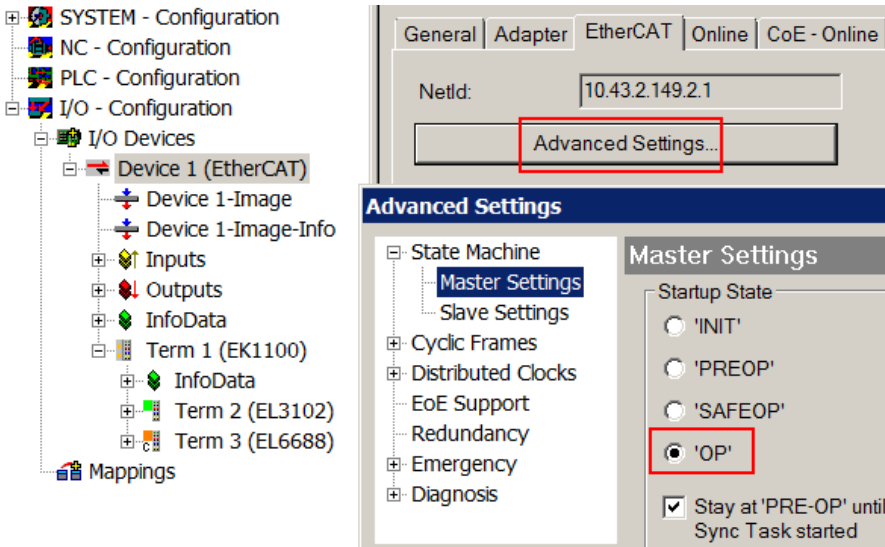 SYSTEM - Configuration
NC - Configuration
PLC - Configuration
I/O - Configuration
I/O Devices
Device 1 (EtherCAT)
Device 1-Image
Device 1-Image-Info
Inputs
Outputs
InfoData
Term 1 (EK1100)
InfoData
Term 2 (EL3102)
Term 3 (EL6688)
Mappings
General Adapter EtherCAT Online CoE - Online
NetId: 10.43.2.149.2.1
Advanced Settings...
Advanced Settings
State Machine
Master Settings
Slave Settings
Cyclic Frames
Distributed Clocks
EoE Support
Redundancy
Emergency
Diagnosis
Master Settings
Startup State
'INIT'
'PREOP'
'SAFEOP'
'OP'
Stay at 'PRE-OP' until
Sync Task started